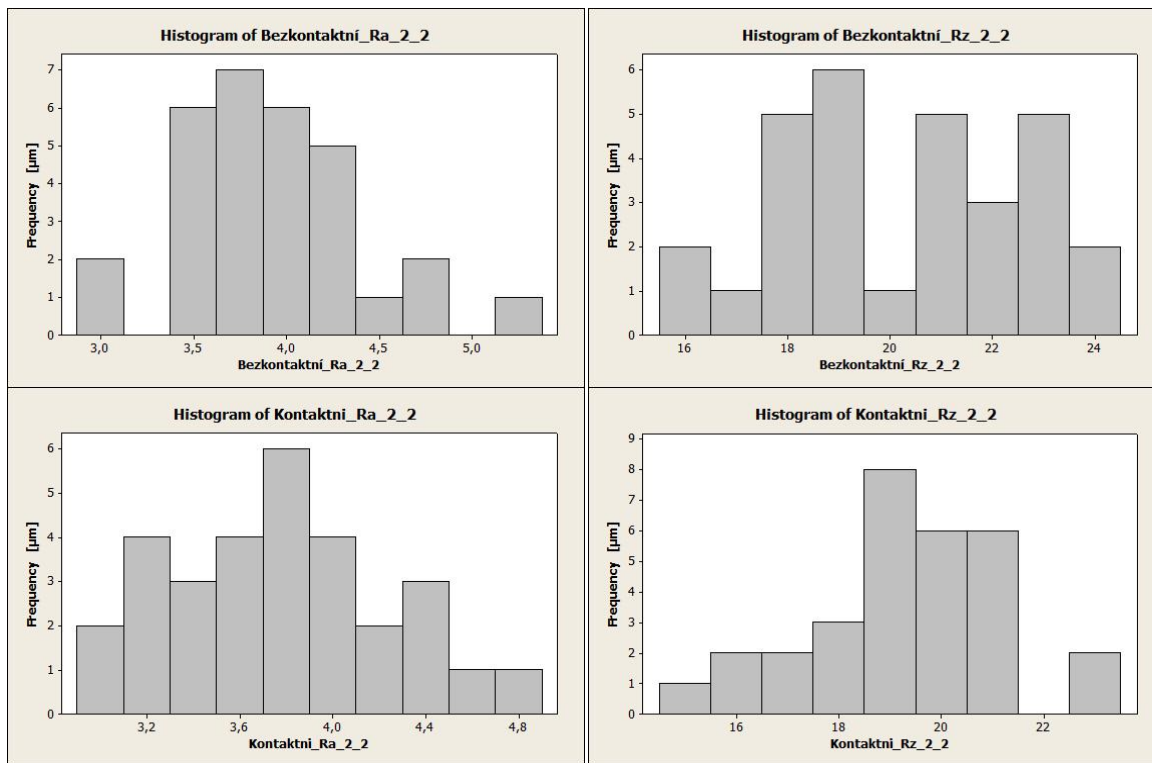 Histogram of Bezkontaktní_Ra_2_2
Frequency [µm]
7
6
5
4
3
2
1
0
3,0 3,5 4,0 4,5 5,0
Bezkontaktní_Ra_2_2
Histogram of Bezkontaktní_Rz_2_2
Frequency [µm]
6
5
4
3
2
1
0
16 18 20 22 24
Bezkontaktní_Rz_2_2
Histogram of Kontaktni_Ra_2_2
Frequency [µm]
6
5
4
3
2
1
0
3,2 3,6 4,0 4,4 4,8
Kontaktni_Ra_2_2
Histogram of Kontaktni_Rz_2_2
Frequency [µm]
9
8
7
6
5
4
3
2
1
0
16 18 20 22
Kontaktni_Rz_2_2